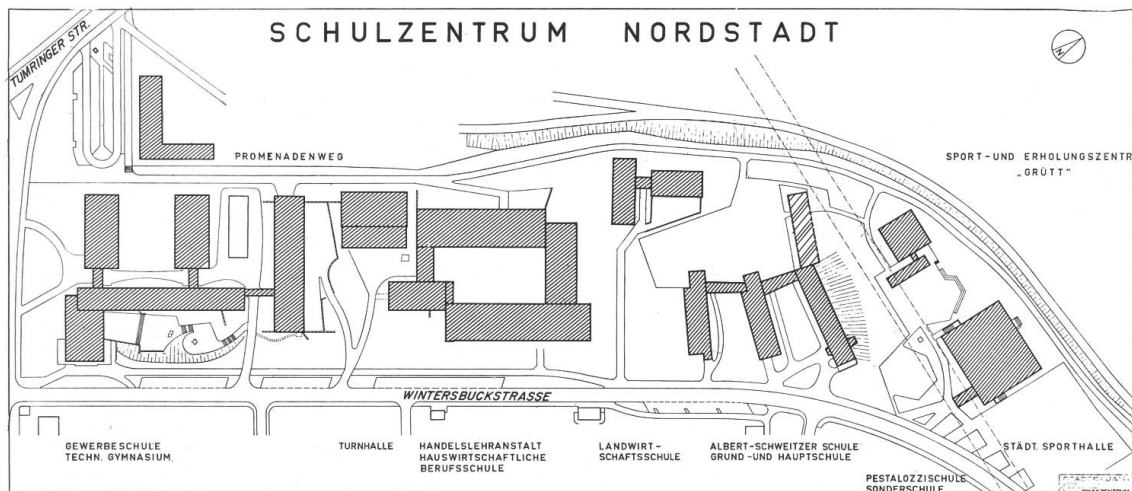 SCHULZENTRUM NORDSTADT
TUMRINGER STR.
N
PROMENADENWEG
SPORT-UND ERHOLUNGSZENTR
„GRÜTT"
WINTERSBUCKSTRASSE
GEWERBESCHULE
TECHN. GYMNASIUM.
TURNHALLE
HANDELSLEHRANSTALT
HAUSWIRTSCHAFTLICHE
BERUFSSCHULE
LANDWIRT-
SCHAFTSSCHULE
ALBERT-SCHWEITZER SCHULE
GRUND-UND HAUPTSCHULE
PESTALOZZISCHULE
SONDERSCHULE
STÄDT. SPORTHALLE